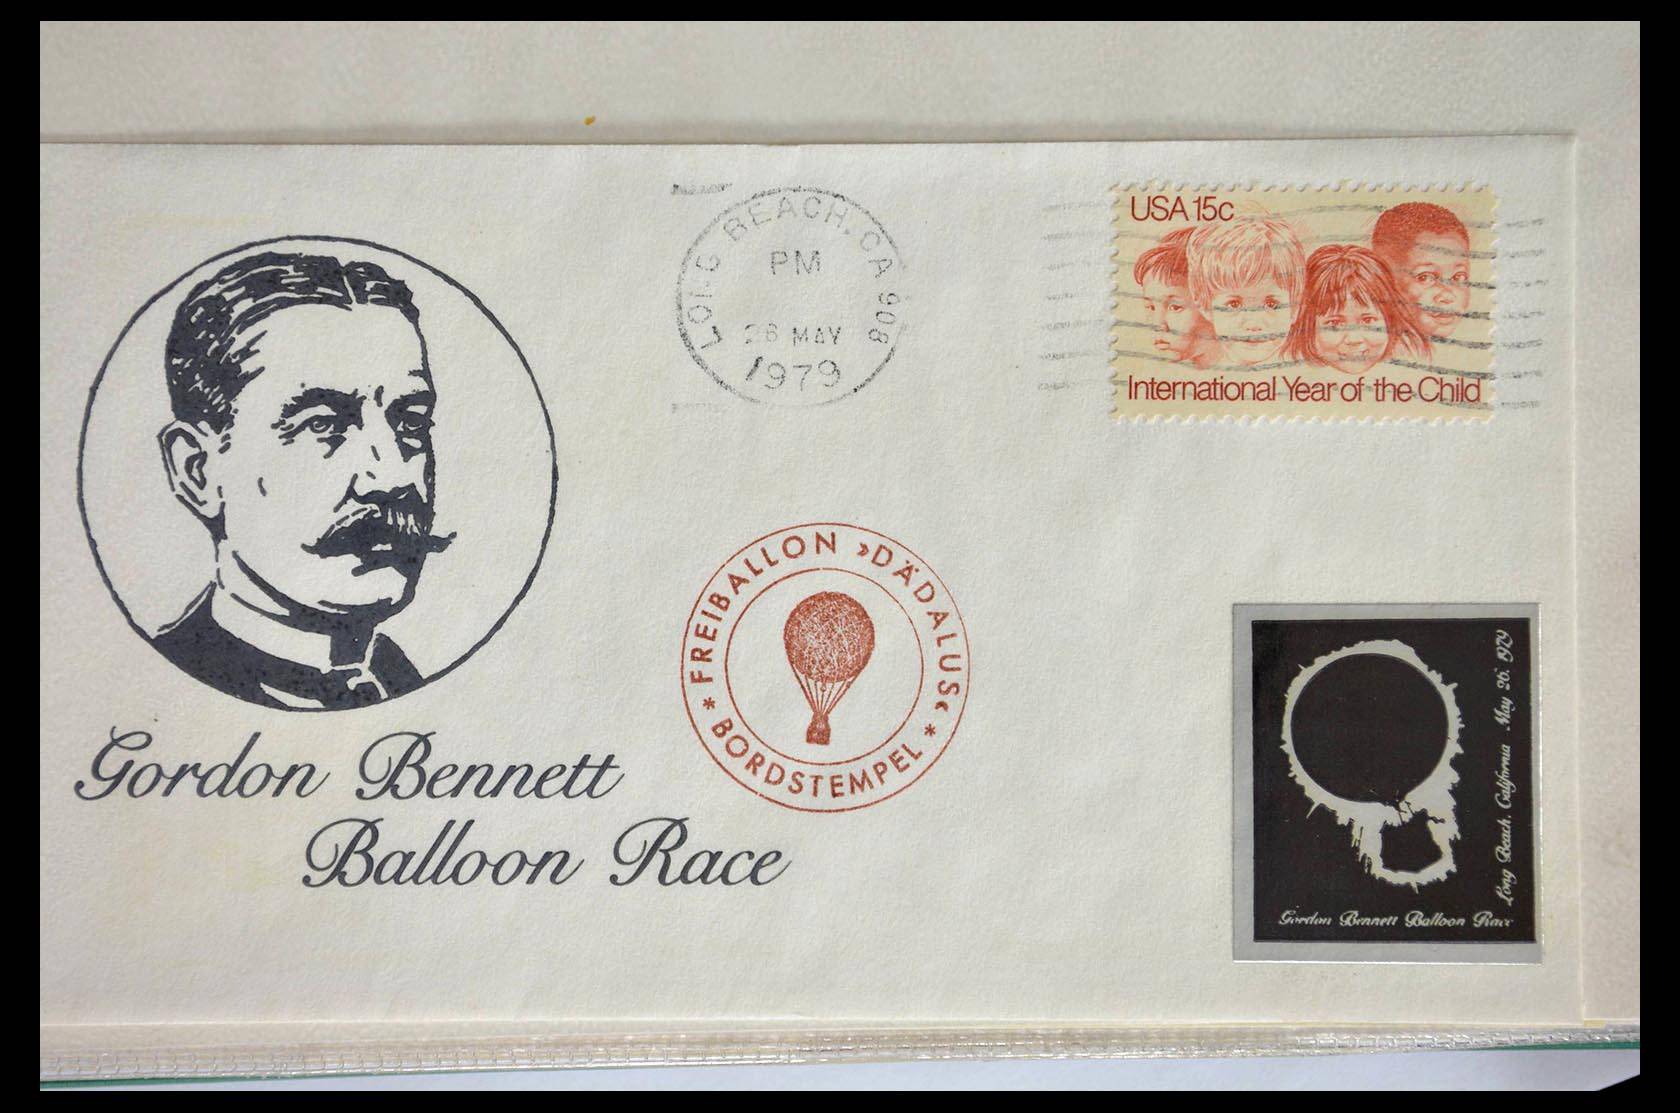 LONG BEACH, CA 908
PM
26 MAY
1979
USA 15c
International Year of the Child
FREIBALLON »DÄDALUS«
* BORDSTEMPEL *
Gordon Bennett
Balloon Race
Long Beach, California May 26, 1979
Gordon Bennett Balloon Race